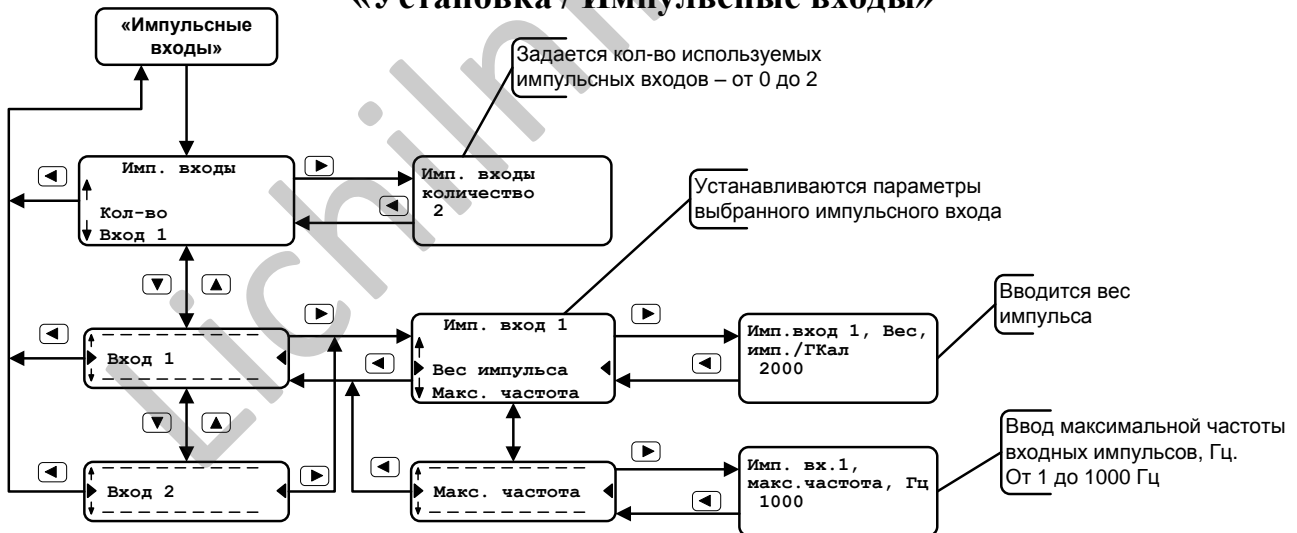 «Установка / Импульсные входы»
«Импульсные
входы»
Задается кол-во используемых
импульсных входов – от 0 до 2
Имп. входы
Кол-во
Вход 1
Имп. входы
количество
2
Устанавливаются параметры
выбранного импульсного входа
Вводится вес
импульса
Вход 1
Имп. вход 1
Вес импульса
Макс. частота
Имп.вход 1, Вес,
имп./ГКал
2000
Ввод максимальной частоты
входных импульсов, Гц.
От 1 до 1000 Гц
Вход 2
Макс. частота
Имп. вх.1,
макс.частота, Гц
1000